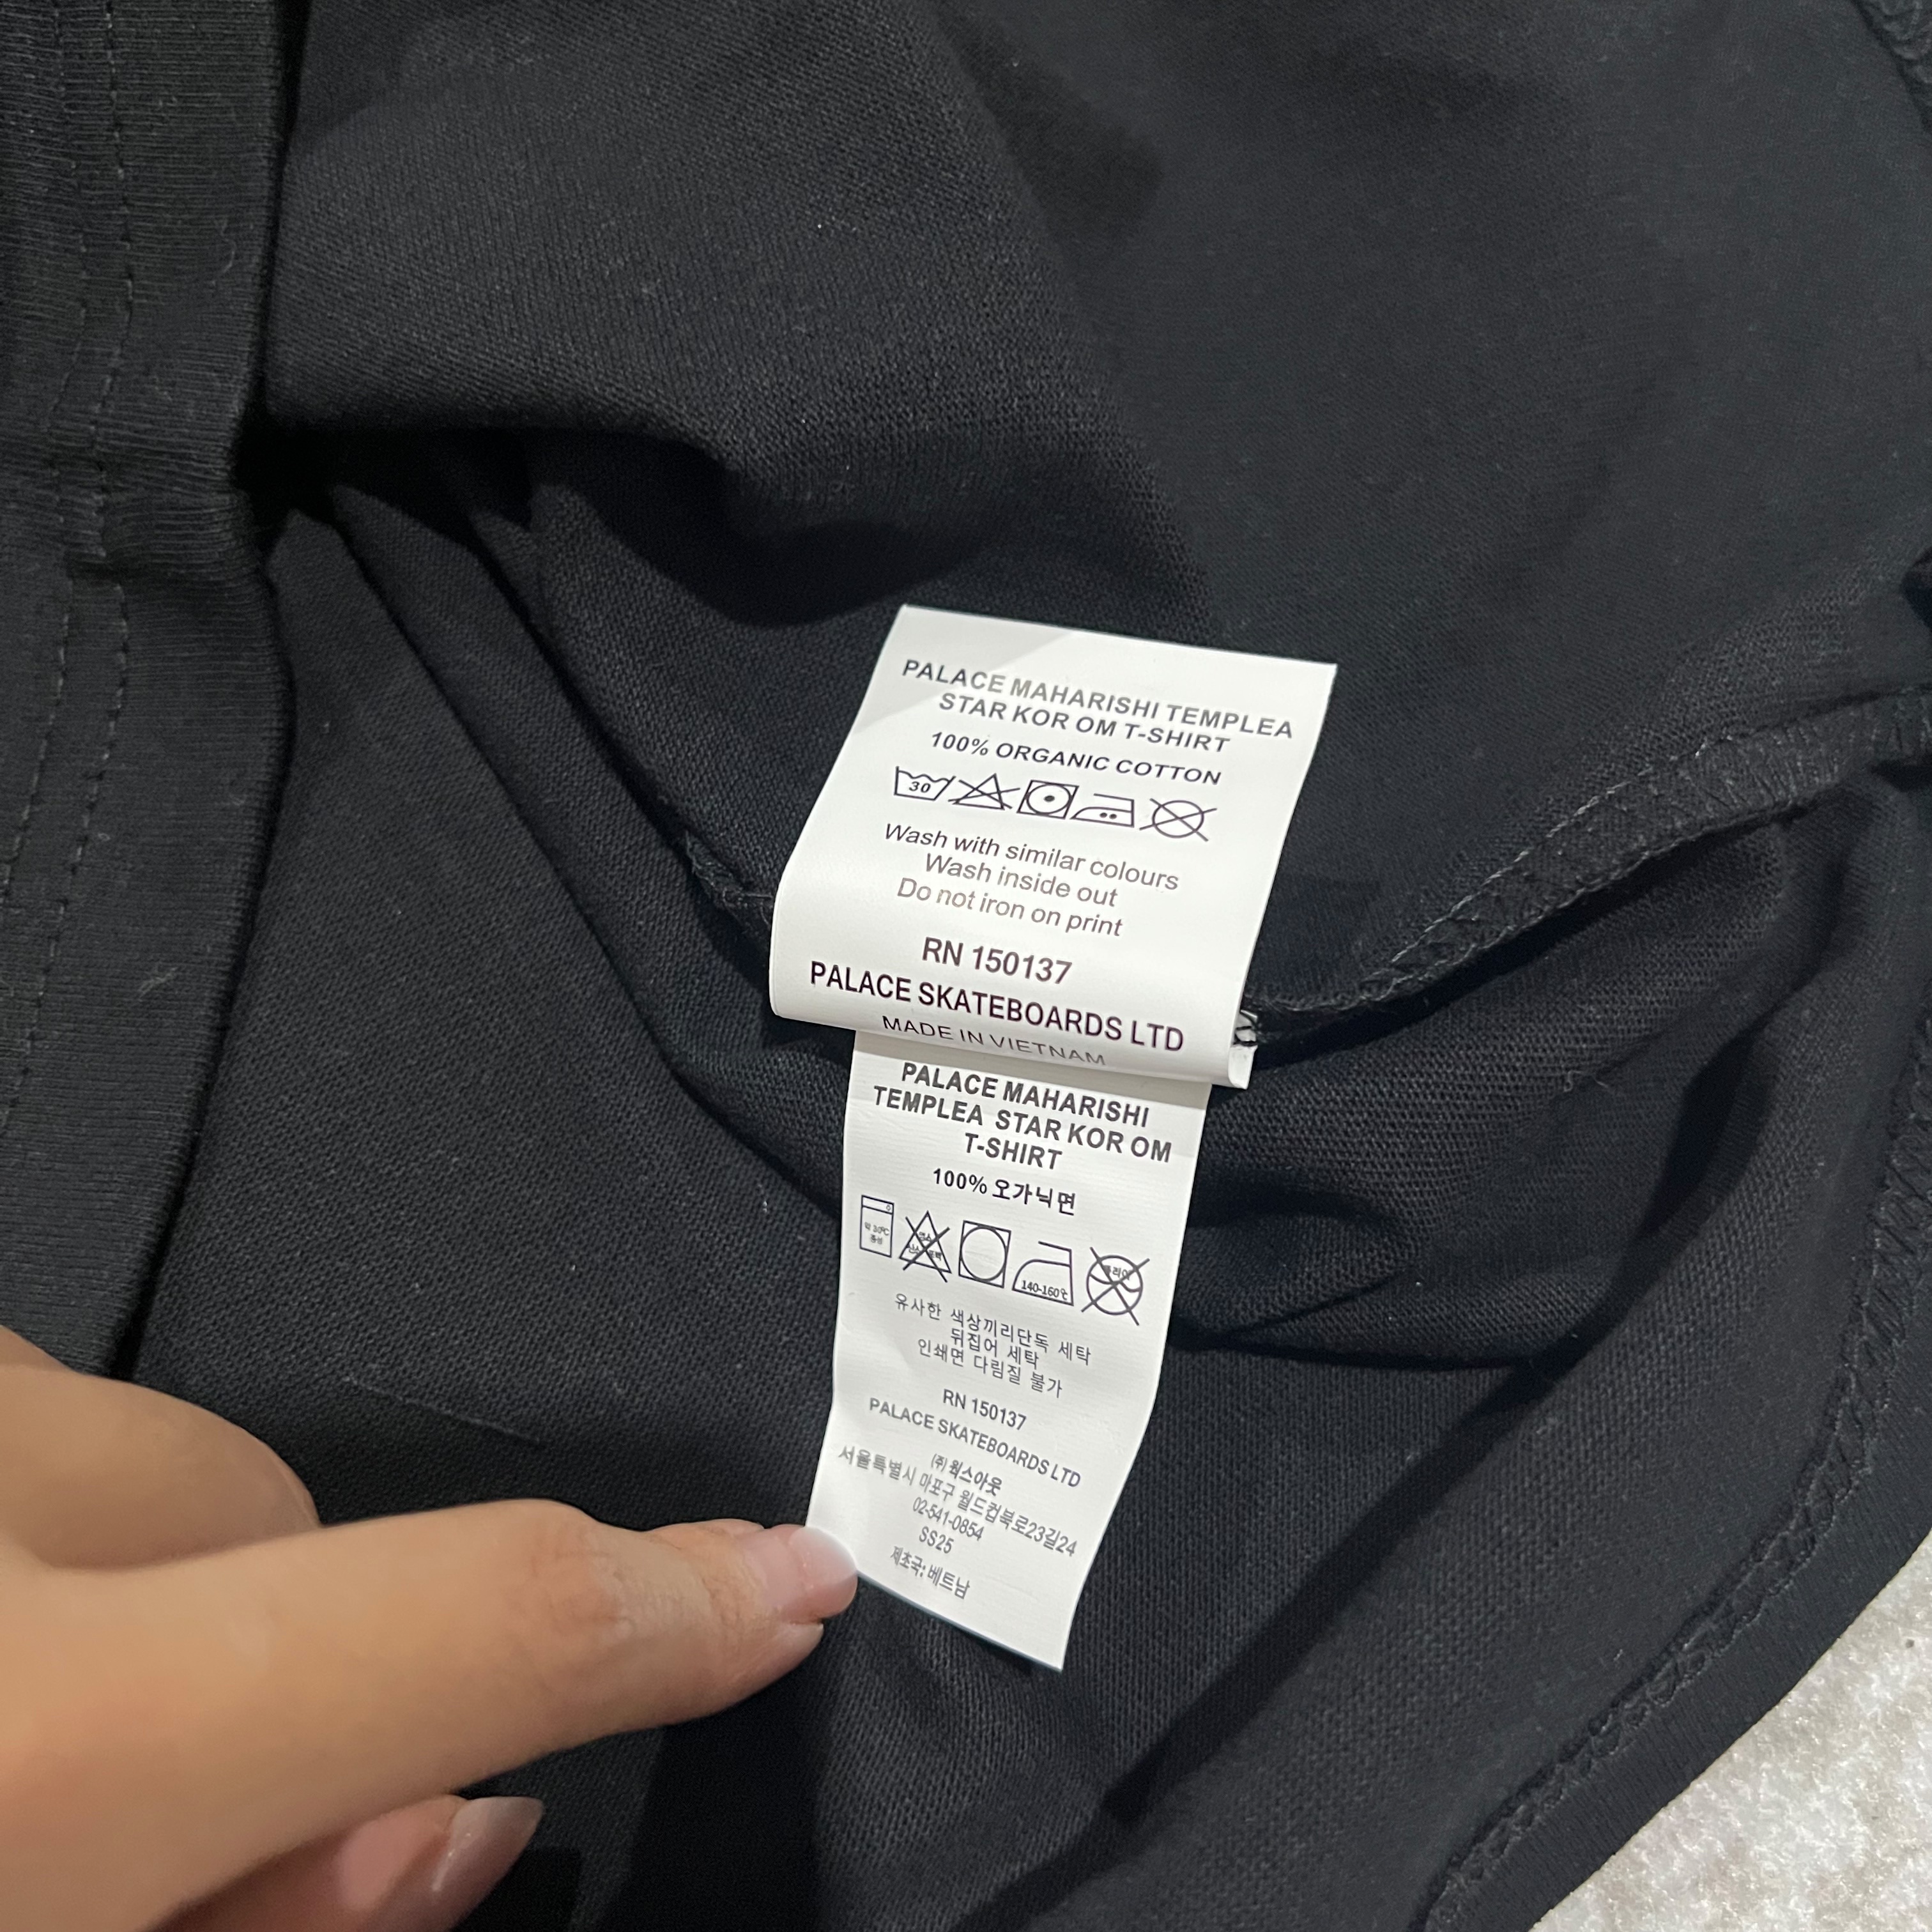 PALACE MAHARISHI TEMPLEA
STAR KOR OM T-SHIRT
100% ORGANIC COTTON
30
Wash with similar colours
Wash inside out
Do not iron on print
RN 150137
PALACE SKATEBOARDS LTD
MADE IN VIETNAM
PALACE MAHARISHI
TEMPLEA STAR KOR OM
T-SHIRT
100% 오가닉면
약 30℃
중성
140-160℃
유사한 색상끼리단독 세탁
뒤집어 세탁
인쇄면 다림질 불가
RN 150137
PALACE SKATEBOARDS LTD
㈜웍스아웃
서울특별시 마포구 월드컵북로23길24
02-541-0854
SS25
제조국: 베트남